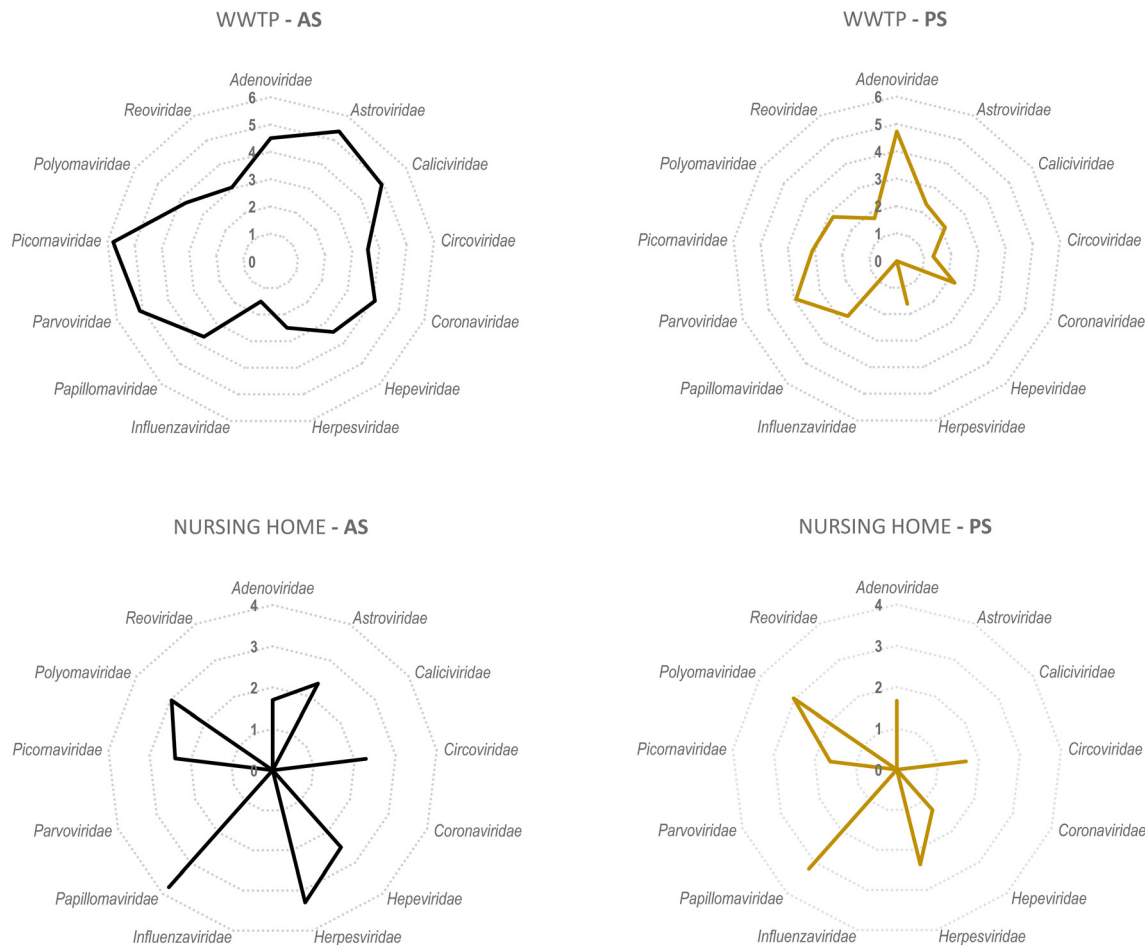 WWTP - AS
Adenoviridae
Astroviridae
Caliciviridae
Circoviridae
Coronaviridae
Hepeviridae
Herpesviridae
Influenzaviridae
Papillomaviridae
Parvoviridae
Picornaviridae
Polyomaviridae
Reoviridae
6
5
4
3
2
1
0
WWTP - PS
Adenoviridae
Astroviridae
Caliciviridae
Circoviridae
Coronaviridae
Hepeviridae
Herpesviridae
Influenzaviridae
Papillomaviridae
Parvoviridae
Picornaviridae
Polyomaviridae
Reoviridae
6
5
4
3
2
1
0
NURSING HOME - AS
Adenoviridae
Astroviridae
Caliciviridae
Circoviridae
Coronaviridae
Hepeviridae
Herpesviridae
Influenzaviridae
Papillomaviridae
Parvoviridae
Picornaviridae
Polyomaviridae
Reoviridae
4
3
2
1
0
NURSING HOME - PS
Adenoviridae
Astroviridae
Caliciviridae
Circoviridae
Coronaviridae
Hepeviridae
Herpesviridae
Influenzaviridae
Papillomaviridae
Parvoviridae
Picornaviridae
Polyomaviridae
Reoviridae
4
3
2
1
0